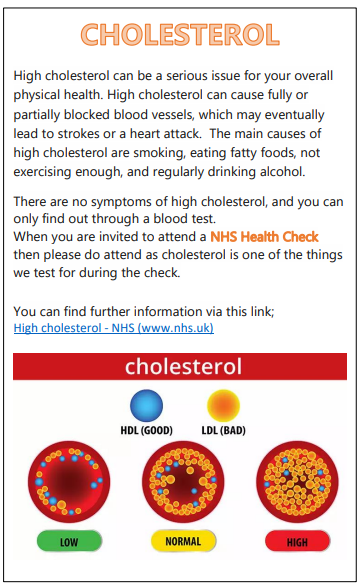 CHOLESTEROL
High cholesterol can be a serious issue for your overall
physical health. High cholesterol can cause fully or
partially blocked blood vessels, which may eventually
lead to strokes or a heart attack.  The main causes of
high cholesterol are smoking, eating fatty foods, not
exercising enough, and regularly drinking alcohol.
There are no symptoms of high cholesterol, and you can
only find out through a blood test.
When you are invited to attend a NHS Health Check
then please do attend as cholesterol is one of the things
we test for during the check.
You can find further information via this link;
High cholesterol - NHS (www.nhs.uk)
cholesterol
HDL (GOOD) LDL (BAD)
LOW NORMAL HIGH